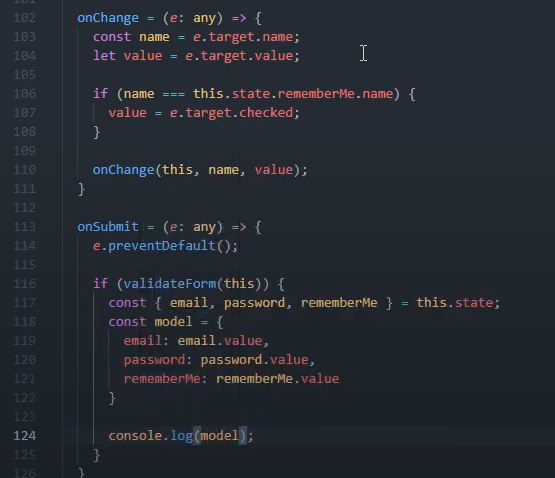 102 onChange = (e: any) => {
103 const name = e.target.name;
104 let value = e.target.value;
105
106 if (name === this.state.rememberMe.name) {
107 value = e.target.checked;
108 }
109
110 onChange(this, name, value);
111 }
112
113 onSubmit = (e: any) => {
114 e.preventDefault();
115
116 if (validateForm(this)) {
117 const { email, password, rememberMe } = this.state;
118 const model = {
119 email: email.value,
120 password: password.value,
121 rememberMe: rememberMe.value
122 }
123
124 console.log(model);
125 }
126 }